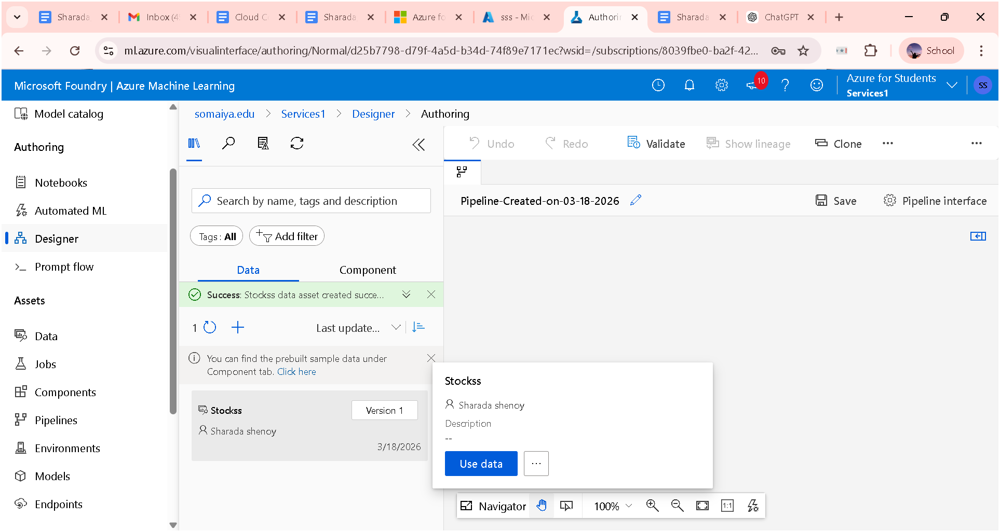 Sharada
Inbox (4
Cloud C
Sharada
Azure fo
sss - Mic
Authorin
Sharada
ChatGPT
ml.azure.com/visualinterface/authoring/Normal/d25b7798-d79f-4a5d-b34d-74f89e7171ec?wsid=/subscriptions/8039fbe0-ba2f-42...
School
Microsoft Foundry | Azure Machine Learning
10
Azure for Students
Services1
SS
Model catalog
Authoring
Notebooks
Automated ML
Designer
Prompt flow
Assets
Data
Jobs
Components
Pipelines
Environments
Models
Endpoints
somaiya.edu > Services1 > Designer > Authoring
Undo
Redo
Validate
Show lineage
Clone
Search by name, tags and description
Tags : All
Add filter
Data
Component
Success: Stockss data asset created succe...
1
Last update...
You can find the prebuilt sample data under
Component tab. Click here
Stockss
Version 1
Sharada shenoy
3/18/2026
Pipeline-Created-on-03-18-2026
Save
Pipeline interface
Stockss
Sharada shenoy
Description
--
Use data
...
Navigator
100%
1:1